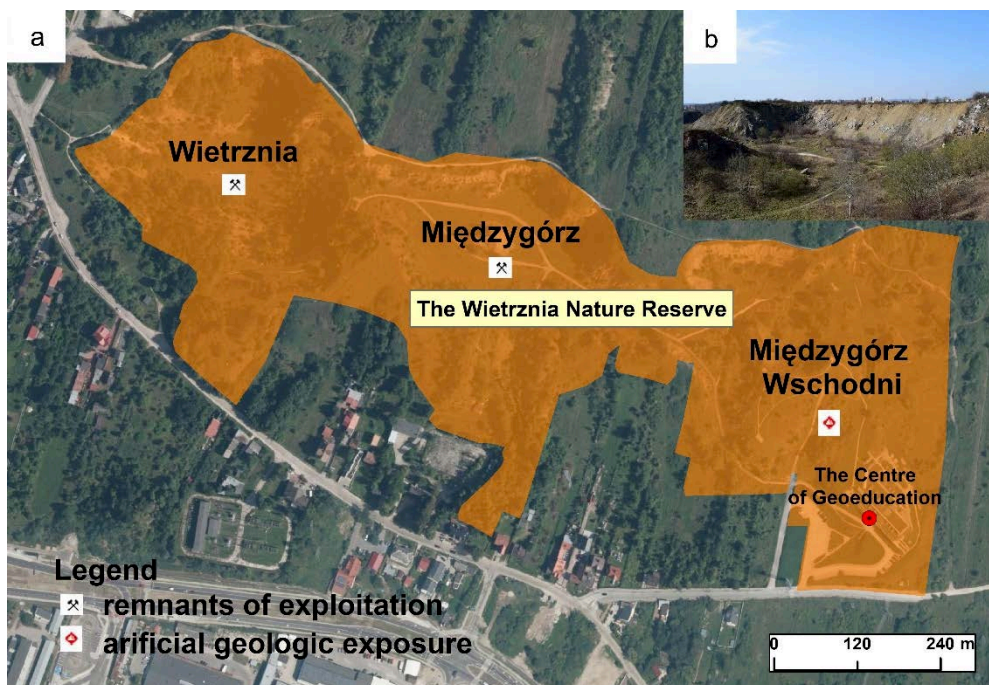 a
b
Wietrznia
Międzygórz
The Wietrznia Nature Reserve
Międzygórz
Wschodni
The Centre
of Geoeducation
Legend
remnants of exploitation
arificial geologic exposure
0 120 240 m